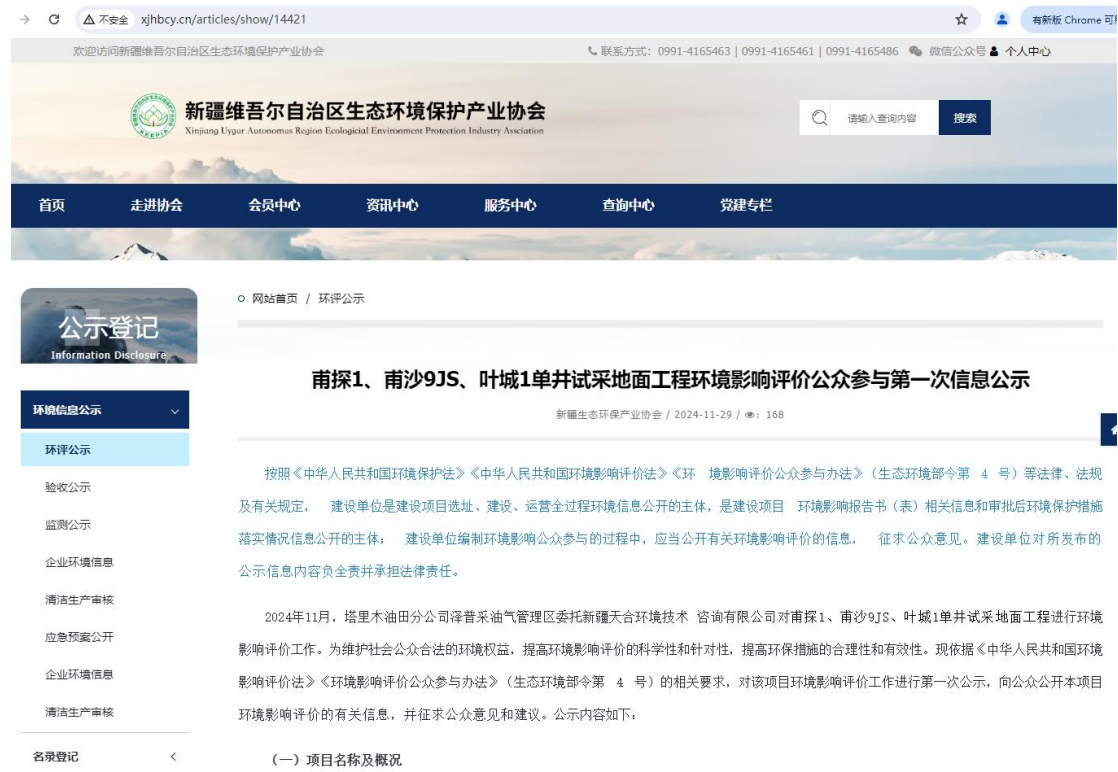 不安全 xjhbcy.cn/articles/show/14421
有新版 Chrome 可
欢迎访问新疆维吾尔自治区生态环境保护产业协会
联系方式：0991-4165463 | 0991-4165461 | 0991-4165486 微信公众号 个人中心
新疆维吾尔自治区生态环境保护产业协会
Xinjiang Uygur Autonomus Region Ecologicial Environment Protection Industry Asseiation
请输入查询内容 搜索
首页 走进协会 会员中心 资讯中心 服务中心 查询中心 党建专栏
网站首页 / 环评公示
公示登记
Information Disclosure
环境信息公示
环评公示
验收公示
监测公示
企业环境信息
清洁生产审核
应急预案公开
企业环境信息
清洁生产审核
名录登记
甫探1、甫沙9JS、叶城1单井试采地面工程环境影响评价公众参与第一次信息公示
新疆生态环保产业协会 / 2024-11-29 / : 168
按照《中华人民共和国环境保护法》《中华人民共和国环境影响评价法》《环 境影响评价公众参与办法》（生态环境部令第 4 号）等法律、法规
及有关规定， 建设单位是建设项目选址、建设、运营全过程环境信息公开的主体，是建设项目 环境影响报告书（表）相关信息和审批后环境保护措施
落实情况信息公开的主体； 建设单位编制环境影响公众参与的过程中，应当公开有关环境影响评价的信息， 征求公众意见。建设单位对所发布的
公示信息内容负全责并承担法律责任。
2024年11月，塔里木油田分公司泽普采油气管理区委托新疆天合环境技术 咨询有限公司对甫探1、甫沙9JS、叶城1单井试采地面工程进行环境
影响评价工作。为维护社会公众合法的环境权益，提高环境影响评价的科学性和针对性，提高环保措施的合理性和有效性。现依据《中华人民共和国环境
影响评价法》《环境影响评价公众参与办法》（生态环境部令第 4 号）的相关要求，对该项目环境影响评价工作进行第一次公示，向公众公开本项目
环境影响评价的有关信息，并征求公众意见和建议。公示内容如下：
（一）项目名称及概况